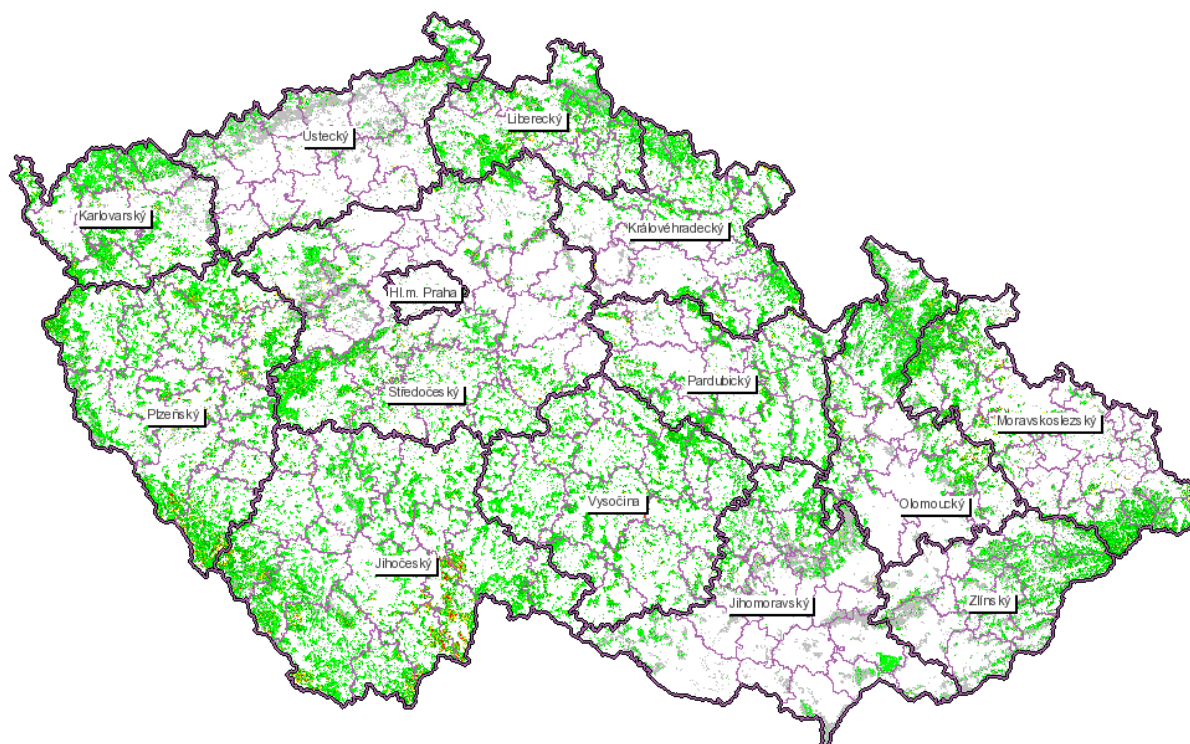 Liberecký
Ústecký
Karlovarský
Královéhradecký
Hl.m. Praha
Pardubický
Středočeský
Plzeňský
Moravskoslezský
Vysočina
Olomoucký
Jihočeský
Jihomoravský
Zlínský